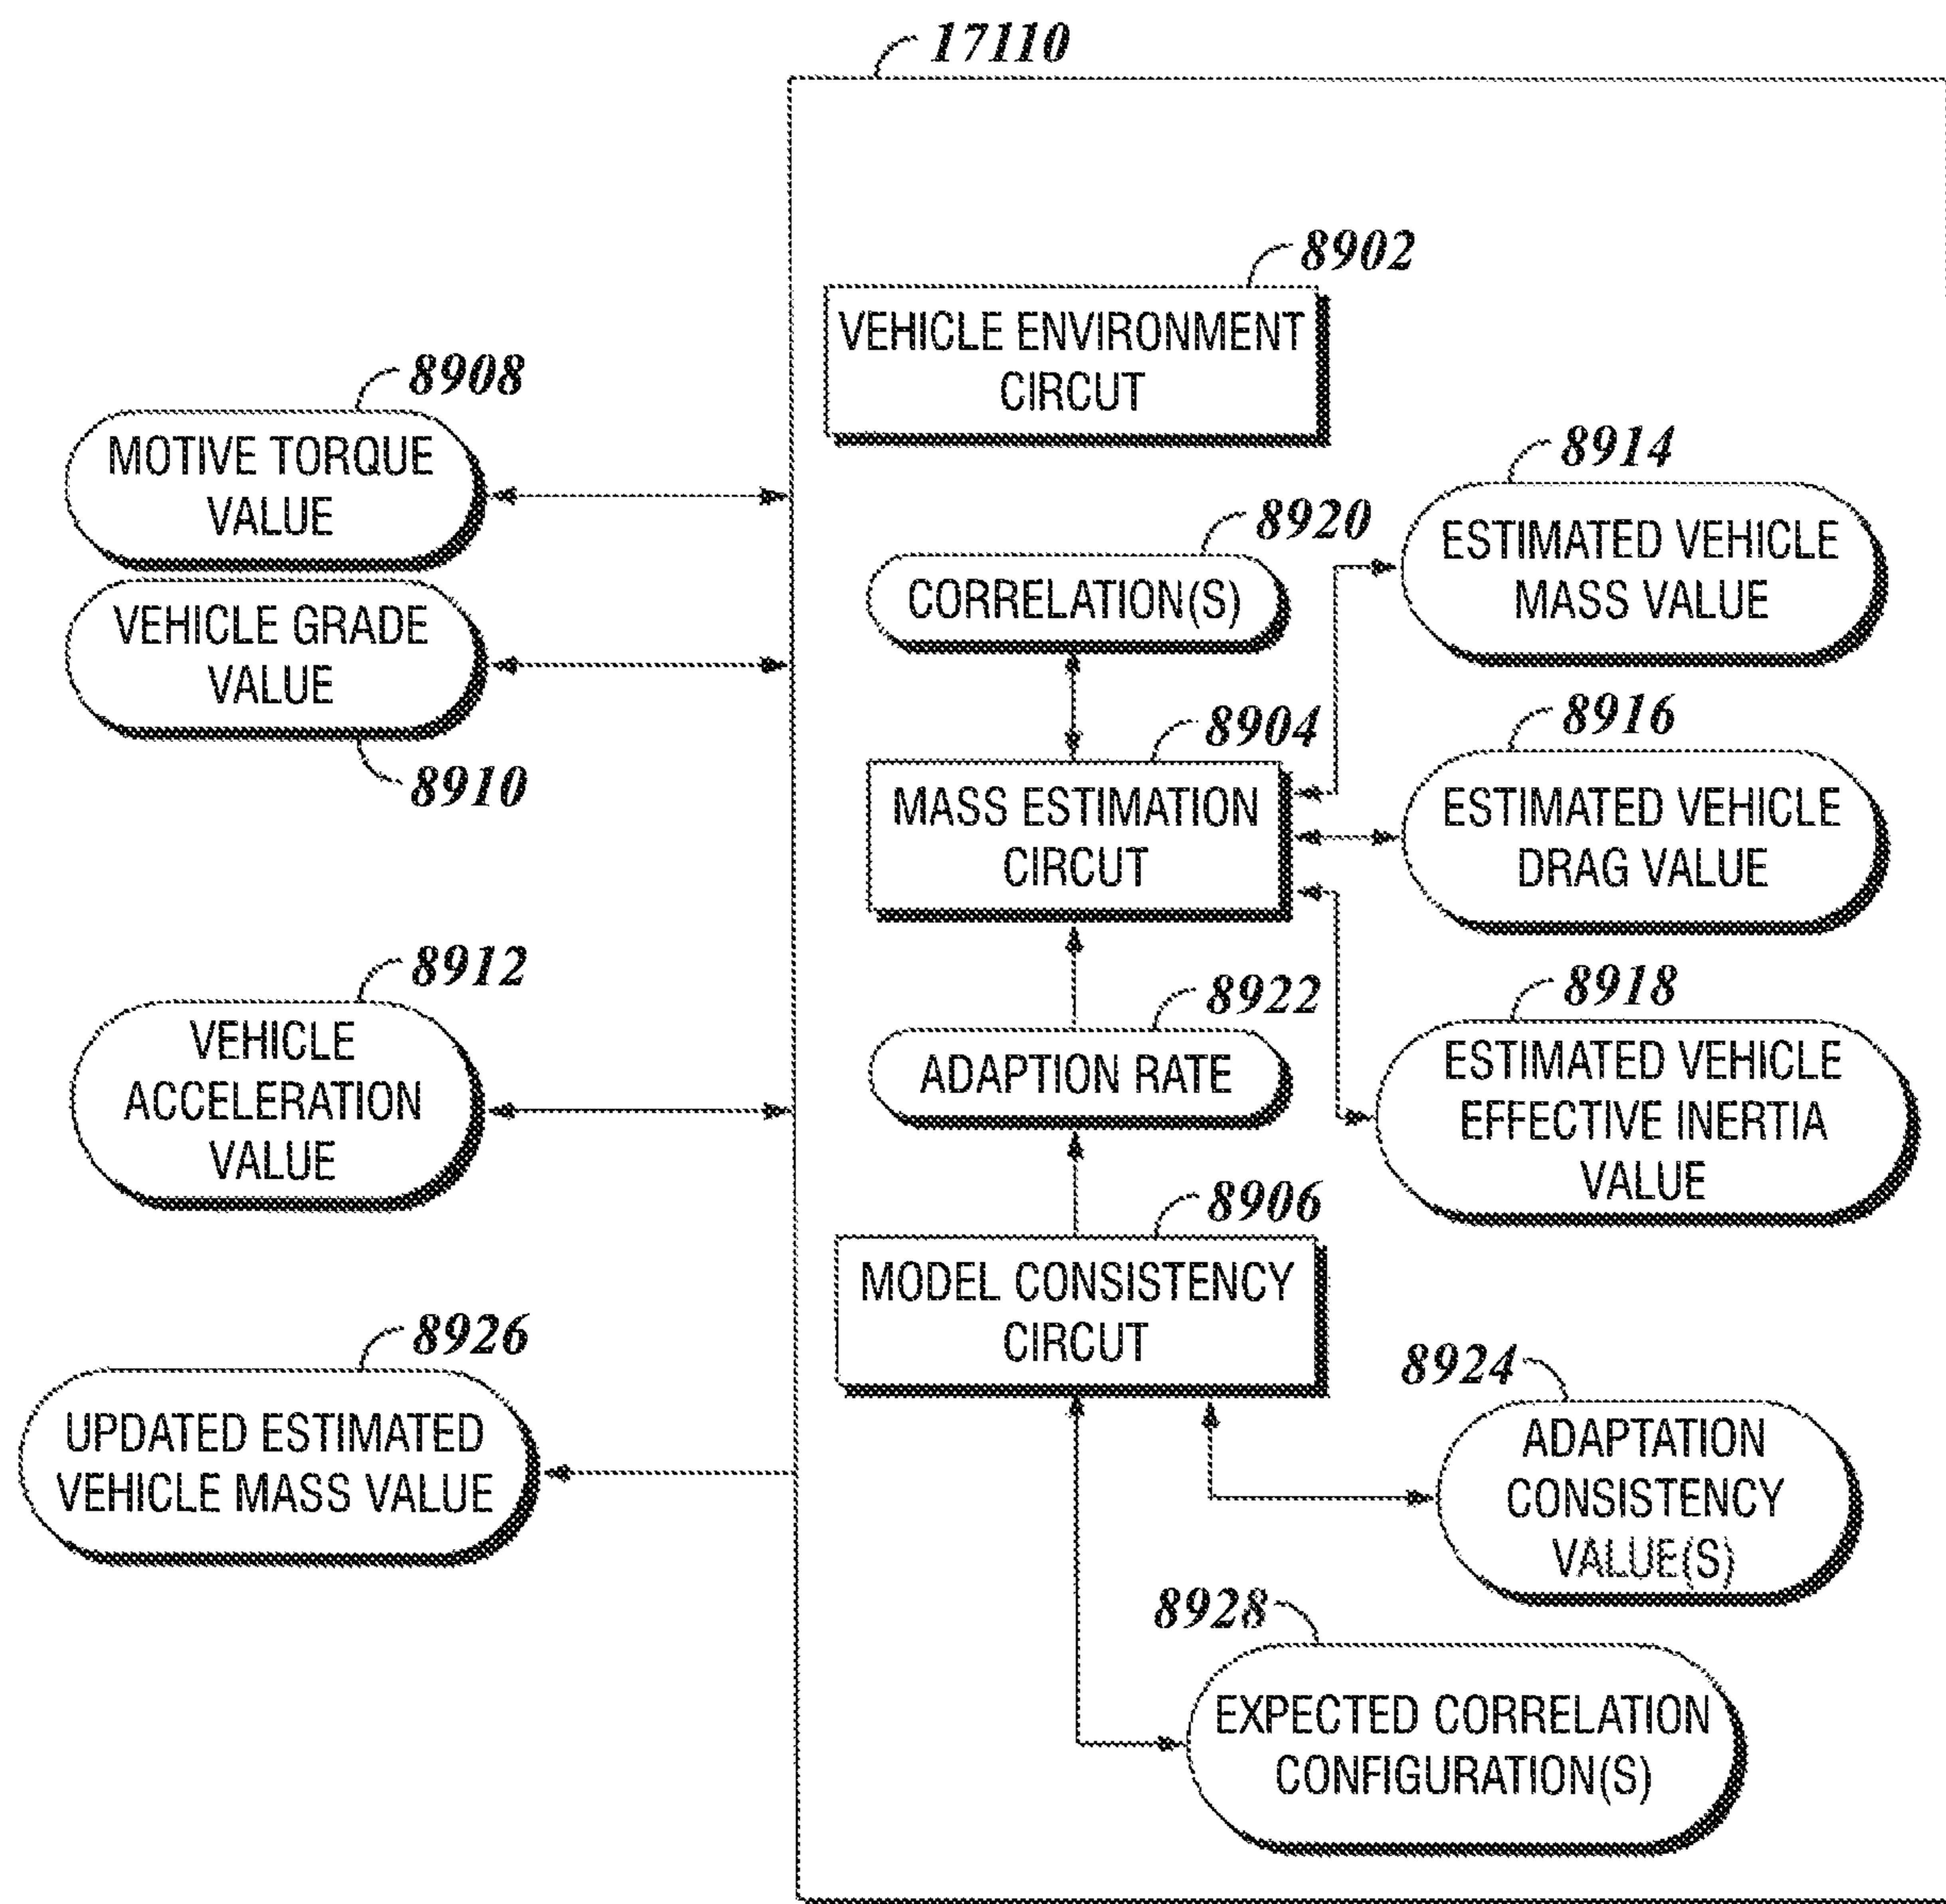 17110
8902
VEHICLE ENVIRONMENT
CIRCUT
8908
MOTIVE TORQUE
VALUE
VEHICLE GRADE
VALUE
8910
8912
VEHICLE
ACCELERATION
VALUE
8926
UPDATED ESTIMATED
VEHICLE MASS VALUE
8920
CORRELATION(S)
8904
MASS ESTIMATION
CIRCUT
8922
ADAPTION RATE
8906
MODEL CONSISTENCY
CIRCUT
8914
ESTIMATED VEHICLE
MASS VALUE
8916
ESTIMATED VEHICLE
DRAG VALUE
8918
ESTIMATED VEHICLE
EFFECTIVE INERTIA
VALUE
8924
ADAPTATION
CONSISTENCY
VALUE(S)
8928
EXPECTED CORRELATION
CONFIGURATION(S)